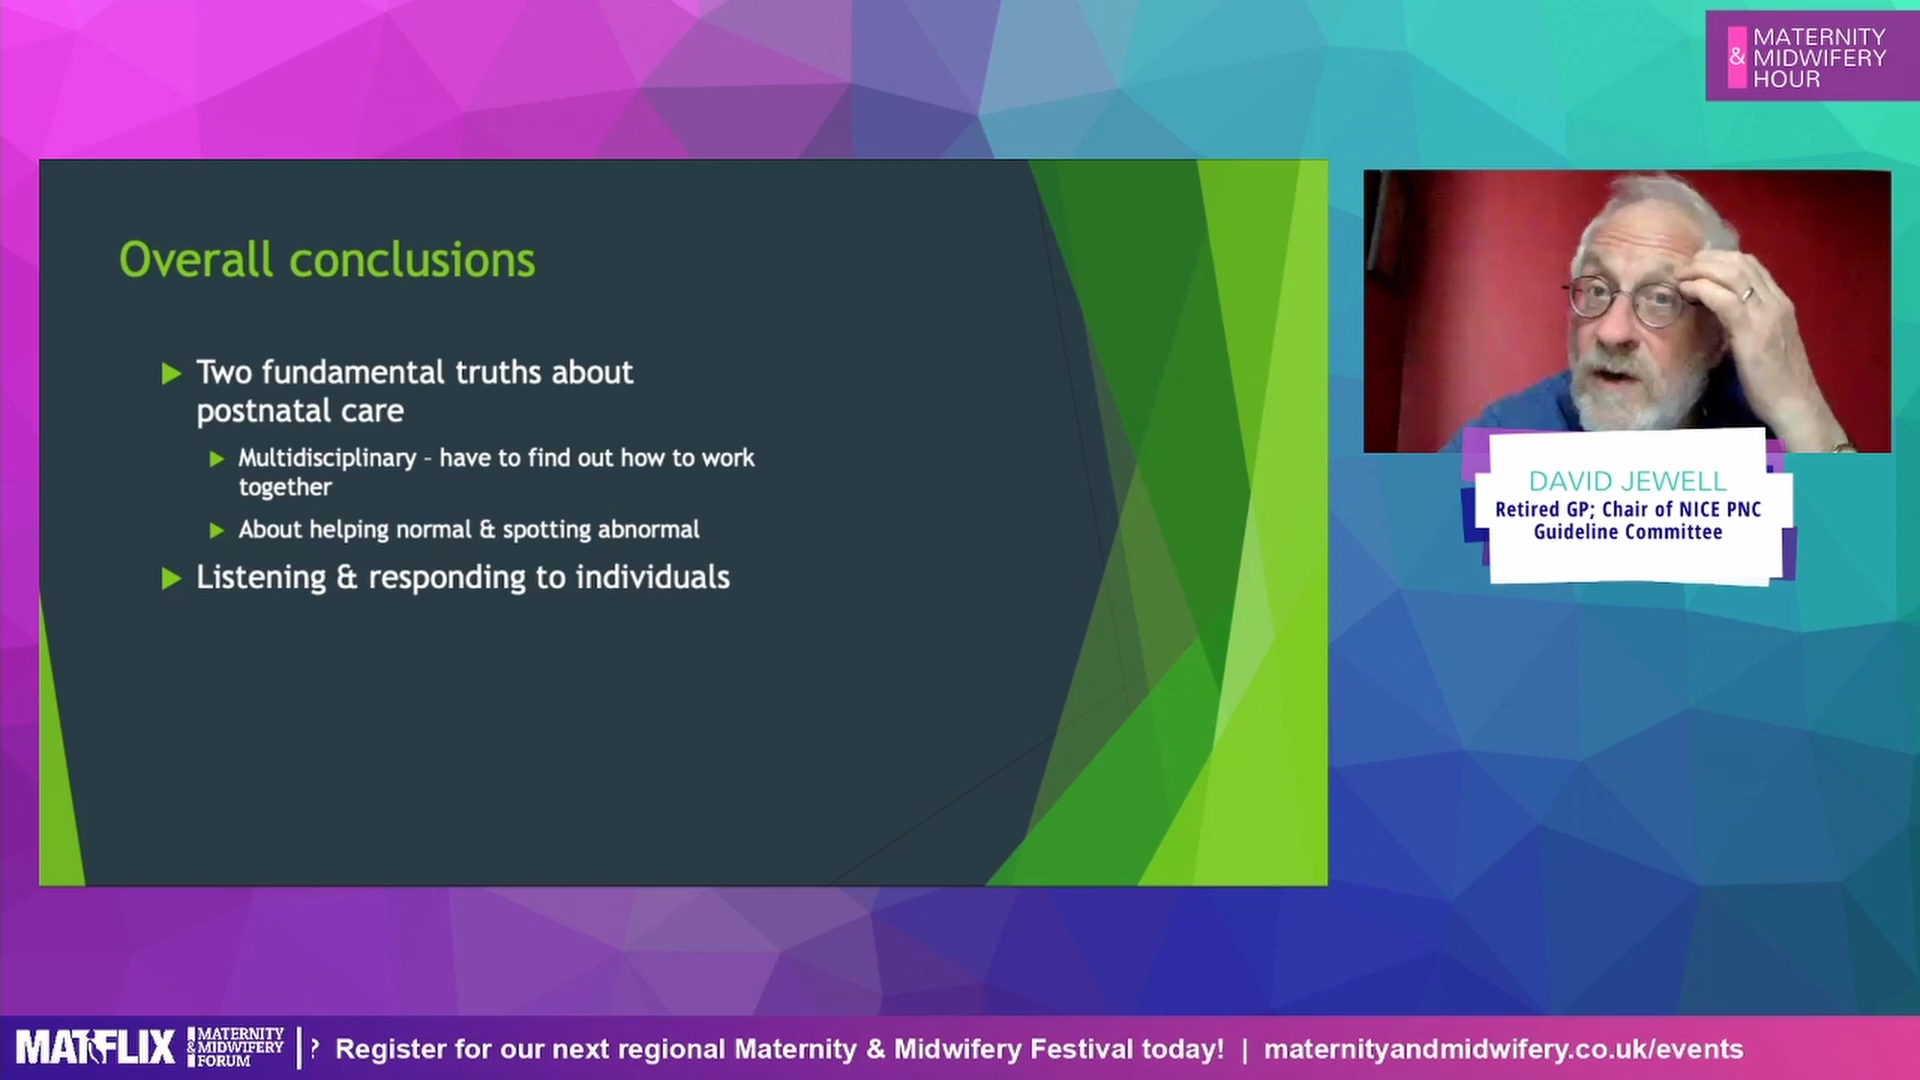 &
MATERNITY
MIDWIFERY
HOUR
Overall conclusions
Two fundamental truths about
postnatal care
Multidisciplinary – have to find out how to work
together
About helping normal & spotting abnormal
Listening & responding to individuals
DAVID JEWELL
Retired GP; Chair of NICE PNC
Guideline Committee
MATFLIX
MATERNITY
&MIDWIFERY
FORUM
? Register for our next regional Maternity & Midwifery Festival today! | maternityandmidwifery.co.uk/events